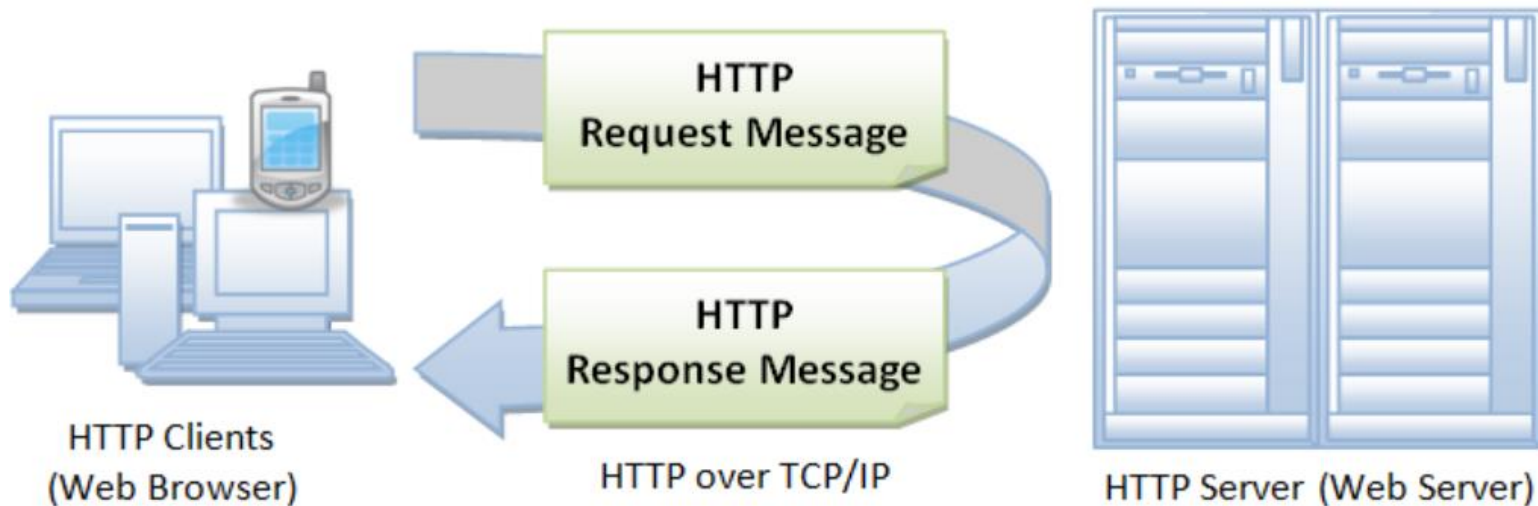 HTTP
Request Message
HTTP
Response Message
HTTP Clients
(Web Browser)
HTTP over TCP/IP
HTTP Server (Web Server)